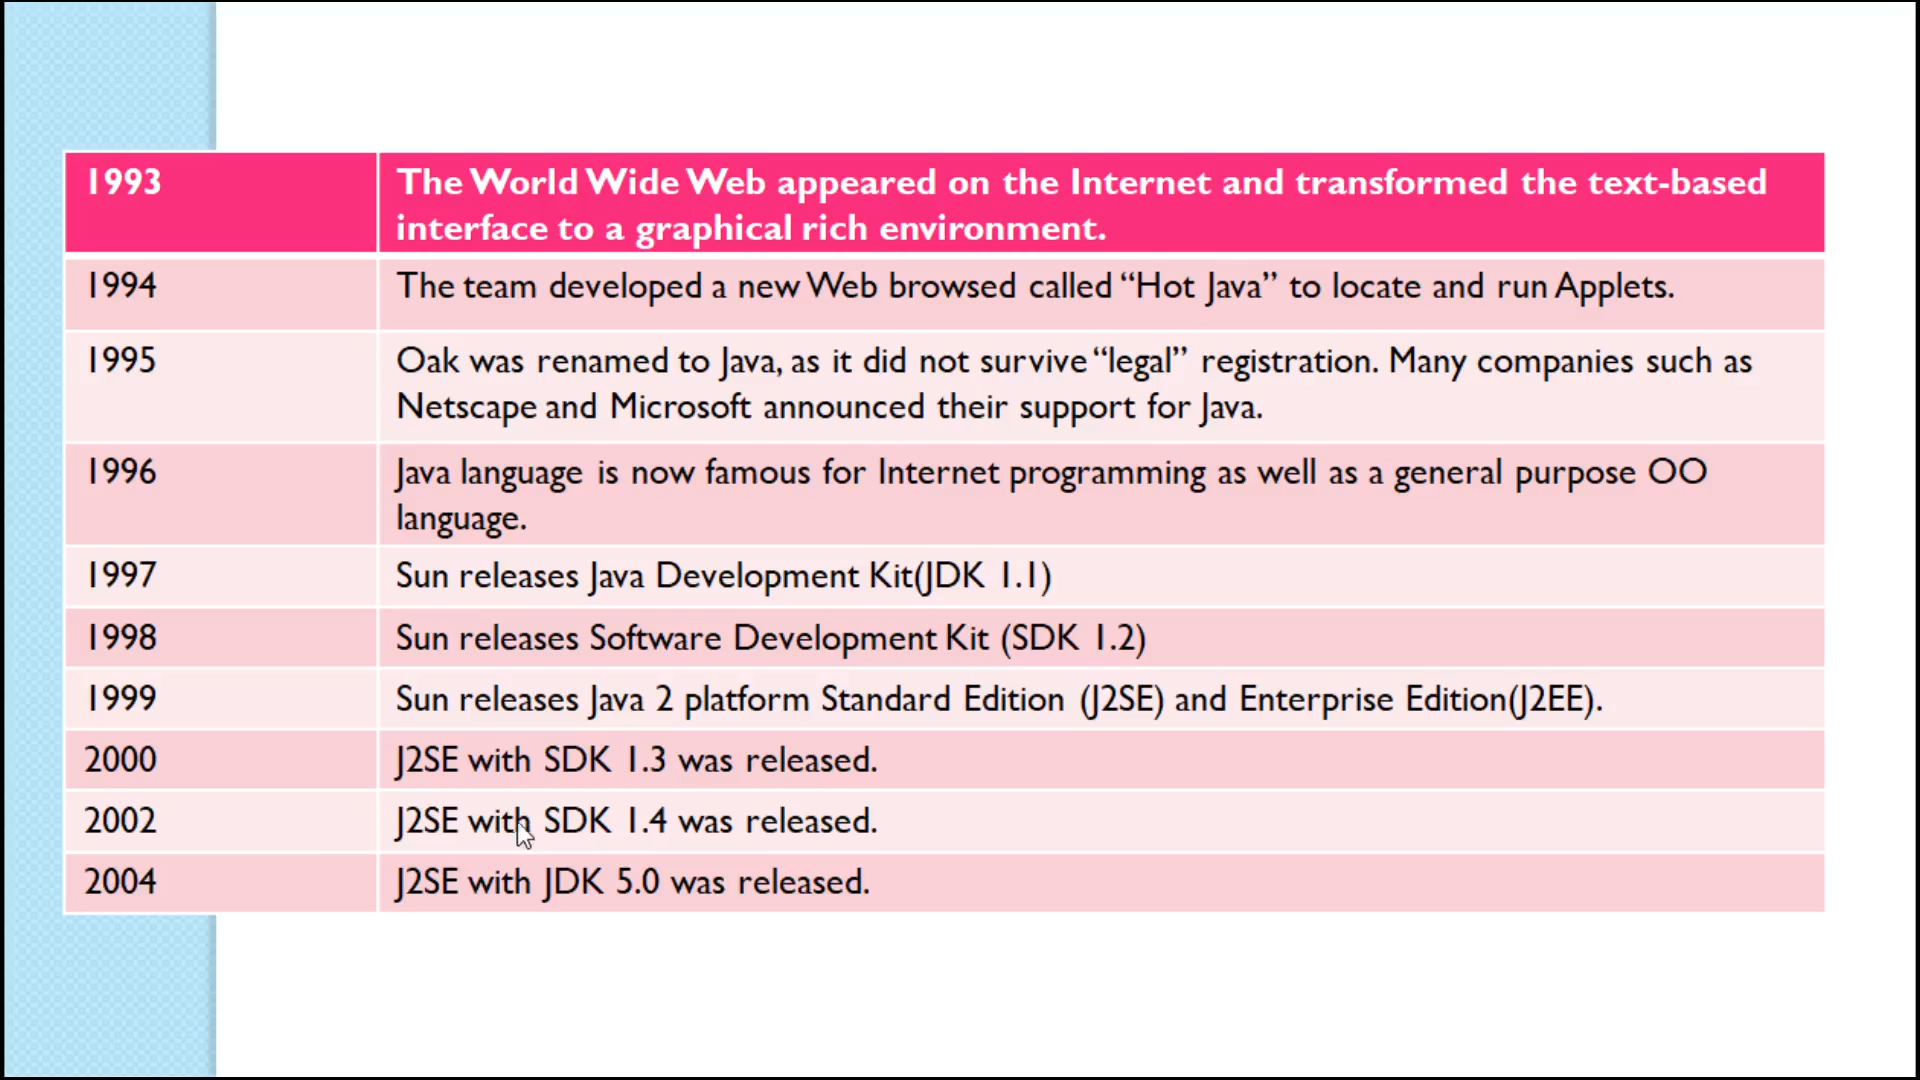 1993
The World Wide Web appeared on the Internet and transformed the text-based
interface to a graphical rich environment.
1994
The team developed a new Web browsed called “Hot Java” to locate and run Applets.
1995
Oak was renamed to Java, as it did not survive “legal” registration. Many companies such as
Netscape and Microsoft announced their support for Java.
1996
Java language is now famous for Internet programming as well as a general purpose OO
language.
1997
Sun releases Java Development Kit(JDK 1.1)
1998
Sun releases Software Development Kit (SDK 1.2)
1999
Sun releases Java 2 platform Standard Edition (J2SE) and Enterprise Edition(J2EE).
2000
J2SE with SDK 1.3 was released.
2002
J2SE with SDK 1.4 was released.
2004
J2SE with JDK 5.0 was released.